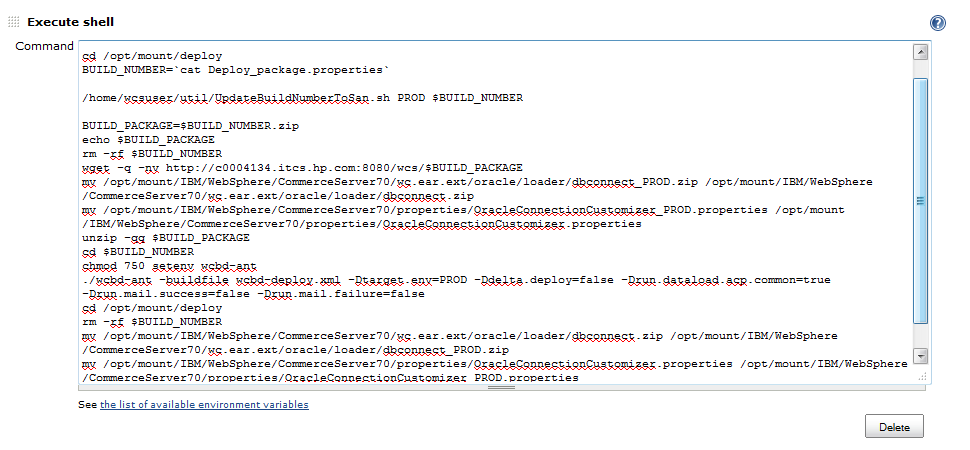 Execute shell
Command
cd /opt/mount/deploy
BUILD_NUMBER=`cat Deploy_package.properties`
/home/wcsuser/util/UpdateBuildNumberToSan.sh PROD $BUILD_NUMBER
BUILD_PACKAGE=$BUILD_NUMBER.zip
echo $BUILD_PACKAGE
rm -rf $BUILD_NUMBER
wget -q -nv http://c0004134.itcs.hp.com:8080/wcs/$BUILD_PACKAGE
mv /opt/mount/IBM/WebSphere/CommerceServer70/wc.ear.ext/oracle/loader/dbconnect_PROD.zip /opt/mount/IBM/WebSphere
/CommerceServer70/wc.ear.ext/oracle/loader/dbconnect.zip
mv /opt/mount/IBM/WebSphere/CommerceServer70/properties/OracleConnectionCustomizer_PROD.properties /opt/mount
/IBM/WebSphere/CommerceServer70/properties/OracleConnectionCustomizer.properties
unzip -qq $BUILD_PACKAGE
cd $BUILD_NUMBER
chmod 750 setenv wcbd-ant
./wcbd-ant -buildfile wcbd-deploy.xml -Dtarget.env=PROD -Ddelta.deploy=false -Drun.dataload.acp.common=true
-Drun.mail.success=false -Drun.mail.failure=false
cd /opt/mount/deploy
rm -rf $BUILD_NUMBER
mv /opt/mount/IBM/WebSphere/CommerceServer70/wc.ear.ext/oracle/loader/dbconnect.zip /opt/mount/IBM/WebSphere
/CommerceServer70/wc.ear.ext/oracle/loader/dbconnect_PROD.zip
mv /opt/mount/IBM/WebSphere/CommerceServer70/properties/OracleConnectionCustomizer.properties /opt/mount/IBM/WebSphere
/CommerceServer70/properties/OracleConnectionCustomizer_PROD.properties
See the list of available environment variables
Delete